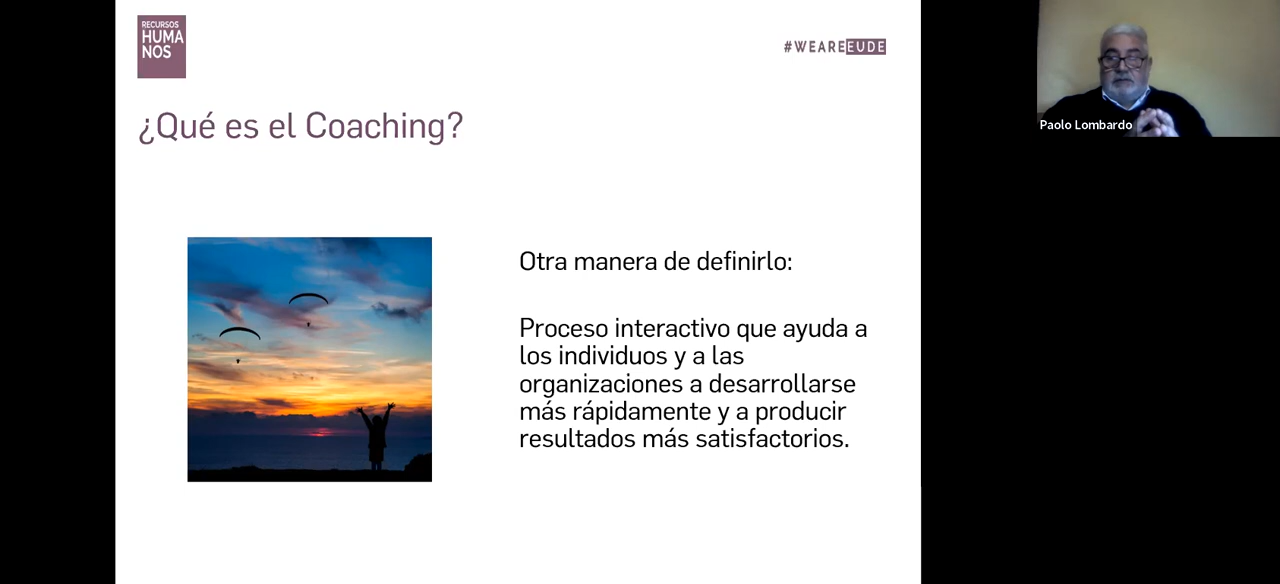 RECURSOS
HUMA
NOS
#WEAREEUDE
¿Qué es el Coaching?
Otra manera de definirlo:
Proceso interactivo que ayuda a
los individuos y a las
organizaciones a desarrollarse
más rápidamente y a producir
resultados más satisfactorios.
Paolo Lombardo